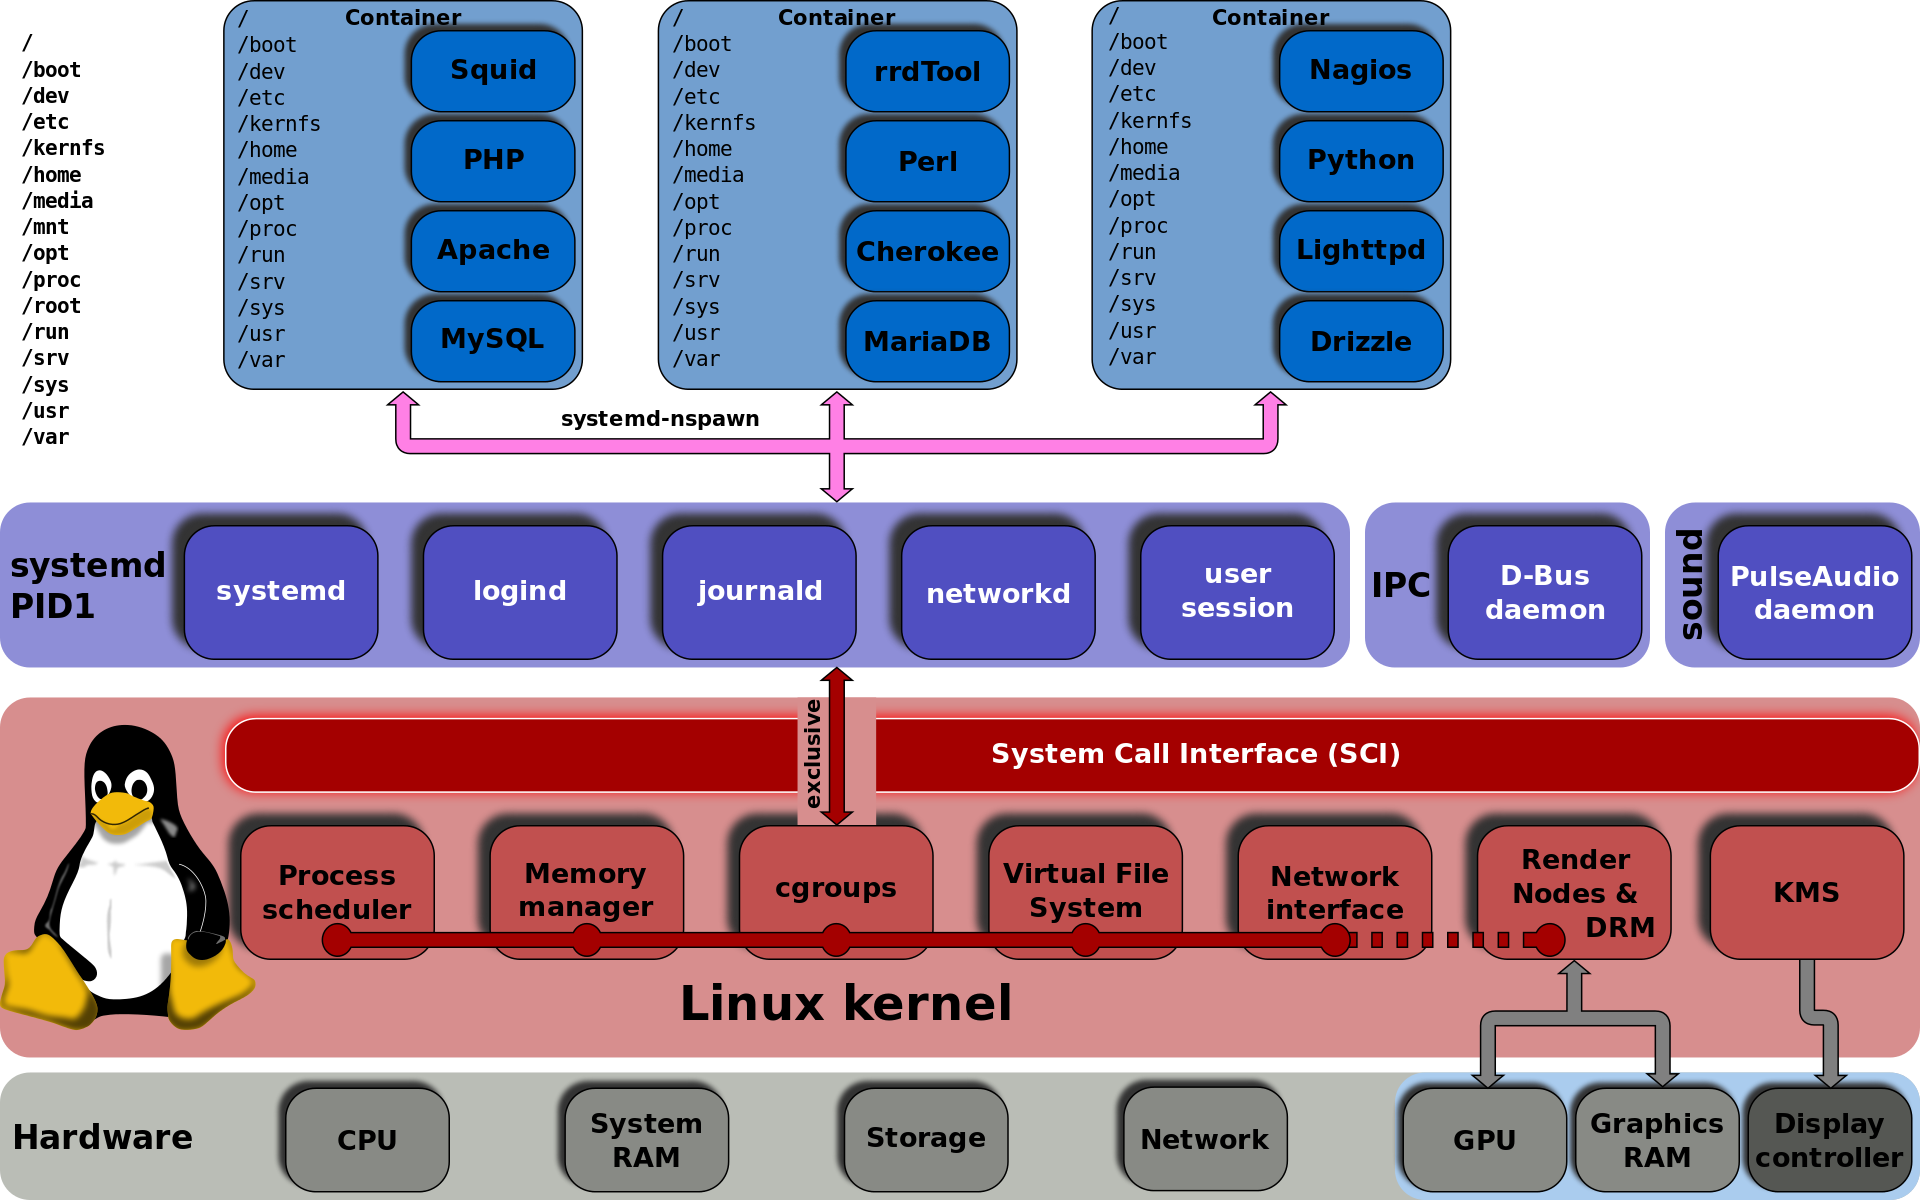 /
/boot
/dev
/etc
/kernfs
/home
/media
/mnt
/opt
/proc
/root
/run
/srv
/sys
/usr
/var
Container
/
/boot
/dev
/etc
/kernfs
/home
/media
/opt
/proc
/run
/srv
/sys
/usr
/var
Squid
PHP
Apache
MySQL
Container
/
/boot
/dev
/etc
/kernfs
/home
/media
/opt
/proc
/run
/srv
/sys
/usr
/var
rrdTool
Perl
Cherokee
MariaDB
Container
/
/boot
/dev
/etc
/kernfs
/home
/media
/opt
/proc
/run
/srv
/sys
/usr
/var
Nagios
Python
Lighttpd
Drizzle
systemd-nspawn
systemd
PID1
systemd
logind
journald
networkd
user
session
IPC
D-Bus
daemon
sound
PulseAudio
daemon
exclusive
System Call Interface (SCI)
Process
scheduler
Memory
manager
cgroups
Virtual File
System
Network
interface
Render
Nodes &
DRM
KMS
Linux kernel
Hardware
CPU
System
RAM
Storage
Network
GPU
Graphics
RAM
Display
controller